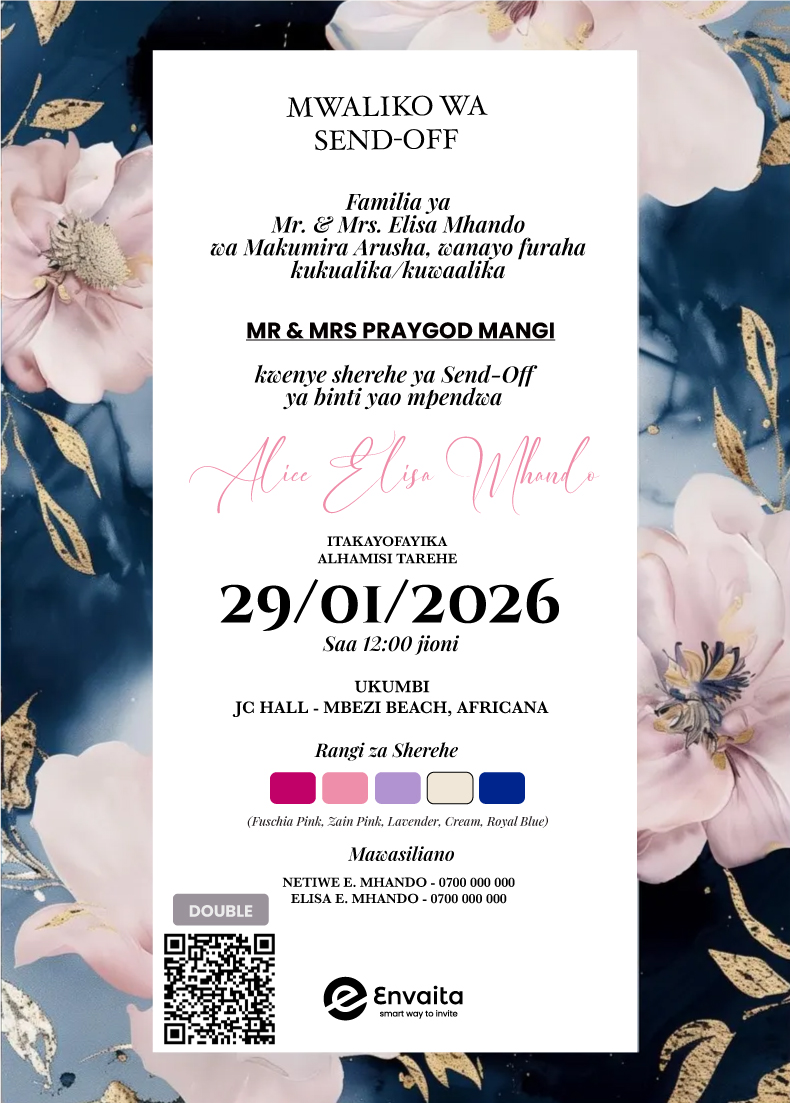 MWALIKO WA
SEND-OFF
Familia ya
Mr. & Mrs. Elisa Mhando
wa Makumira Arusha, wanayo furaha
kukualika/kuwaalika
MR & MRS PRAYGOD MANGI
kwenye sherehe ya Send-Off
ya binti yao mpendwa
Alice Elisa Mhando
ITAKAYOFAYIKA
ALHAMISI TAREHE
29/01/2026
Saa 12:00 jioni
UKUMBI
JC HALL - MBEZI BEACH, AFRICANA
Rangi za Sherehe
(Fuschia Pink, Zain Pink, Lavender, Cream, Royal Blue)
Mawasiliano
NETIWE E. MHANDO - 0700 000 000
ELISA E. MHANDO - 0700 000 000
DOUBLE
Envaita
smart way to invite